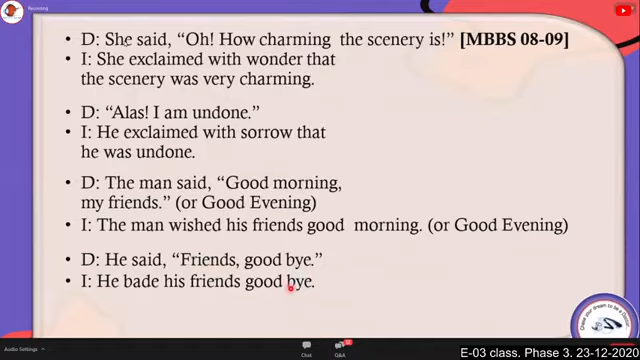 Recording
D: She said, “Oh! How charming the scenery is!” [MBBS 08-09]
I: She exclaimed with wonder that
the scenery was very charming.
D: “Alas! I am undone.”
I: He exclaimed with sorrow that
he was undone.
D: The man said, “Good morning,
my friends.” (or Good Evening)
I: The man wished his friends good morning. (or Good Evening)
D: He said, “Friends, good bye.”
I: He bade his friends good bye.
Audio Settings
Chat
Q&A
E-03 class. Phase 3. 23-12-2020